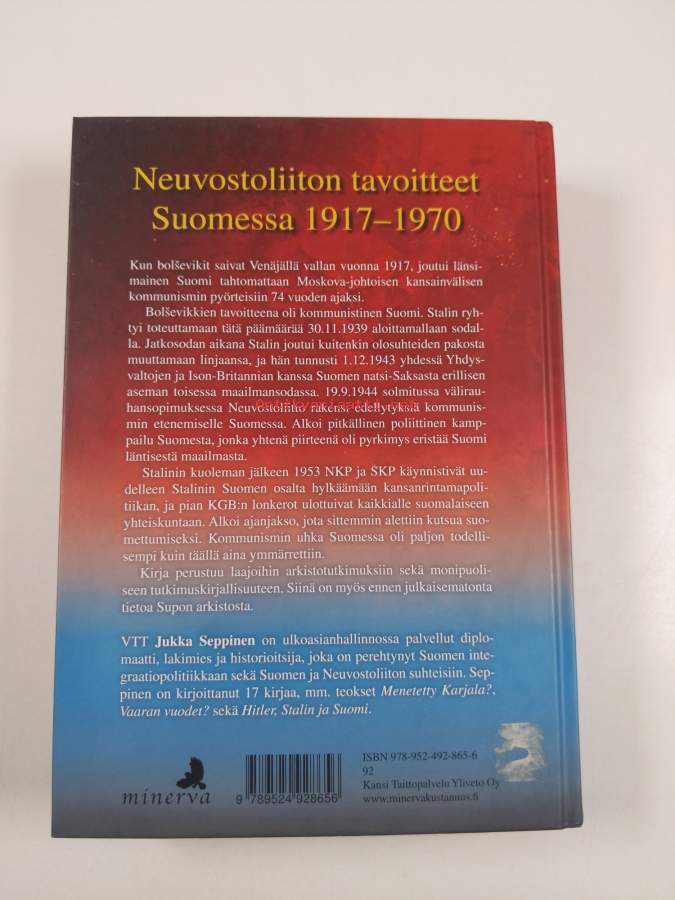 Neuvostoliiton tavoitteet
Suomessa 1917–1970
Kun bolševikit saivat Venäjällä vallan vuonna 1917, joutui länsi-
mainen Suomi tahtomattaan Moskova-johtoisen kansainvälisen
kommunismin pyörteisiin 74 vuoden ajaksi.
Bolševikkien tavoitteena oli kommunistinen Suomi. Stalin ryh-
tyi toteuttamaan tätä päämäärää 30.11.1939 aloittamallaan sodal-
la. Jatkosodan aikana Stalin joutui kuitenkin olosuhteiden pakosta
muuttamaan linjaansa, ja hän tunnusti 1.12.1943 yhdessä Yhdys-
valtojen ja Ison-Britannian kanssa Suomen natsi-Saksasta erillisen
aseman toisessa maailmansodassa. 19.9.1944 solmitussa välirau-
hansopimuksessa Neuvostoliitto rakensi edellytyksiä kommunis-
min etenemiselle Suomessa. Alkoi pitkällinen poliittinen kamp-
pailu Suomesta, jonka yhtenä piirteenä oli pyrkimys eristää Suomi
läntisestä maailmasta.
Stalinin kuoleman jälkeen 1953 NKP ja SKP käynnistivät uu-
delleen Stalinin Suomen osalta hylkäämään kansanrintamapoli-
tiikan, ja pian KGB:n lonkerot ulottuivat kaikkialle suomalaiseen
yhteiskuntaan. Alkoi ajanjakso, jota sittemmin alettiin kutsua suo-
mettumiseksi. Kommunismin uhka Suomessa oli paljon todelli-
sempi kuin täällä aina ymmärrettiin.
Kirja perustuu laajoihin arkistotutkimuksiin sekä monipuoli-
seen tutkimuskirjallisuuteen. Siinä on myös ennen julkaisematonta
tietoa Supon arkistosta.
VTT Jukka Seppinen on ulkoasianhallinnossa palvellut diplo-
maatti, lakimies ja historioitsija, joka on perehtynyt Suomen inte-
graatiopolitiikkaan sekä Suomen ja Neuvostoliiton suhteisiin. Sep-
pinen on kirjoittanut 17 kirjaa, mm. teokset Menetetty Karjala?,
Vaaran vuodet? sekä Hitler, Stalin ja Suomi.
minerva
9 789524 928656
ISBN 978-952-492-865-6
92
Kansi Taittopalvelu Yliveto Oy
www.minervakustannus.fi